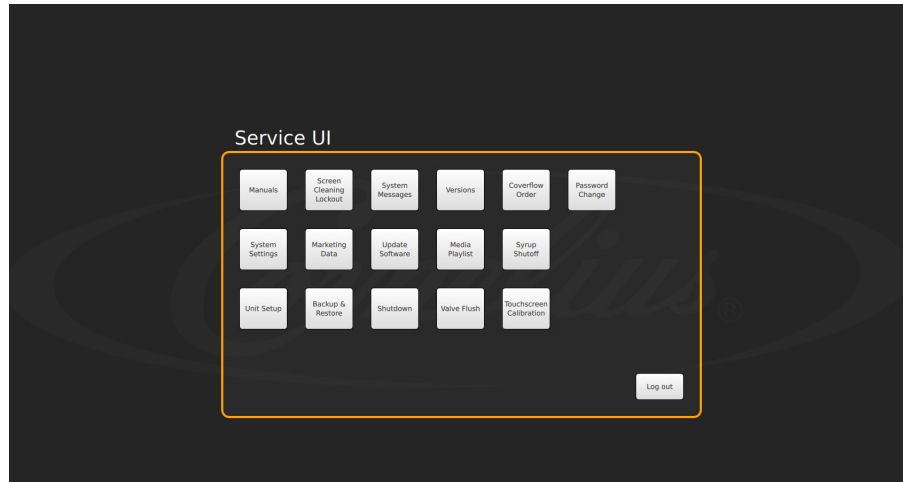 Service UI
Manuals
Screen
Cleaning
Lockout
System
Messages
Versions
Coverflow
Order
Password
Change
System
Settings
Marketing
Data
Update
Software
Media
Playlist
Syrup
Shutoff
Unit Setup
Backup &
Restore
Shutdown
Valve Flush
Touchscreen
Calibration
Cornelius®
Log out